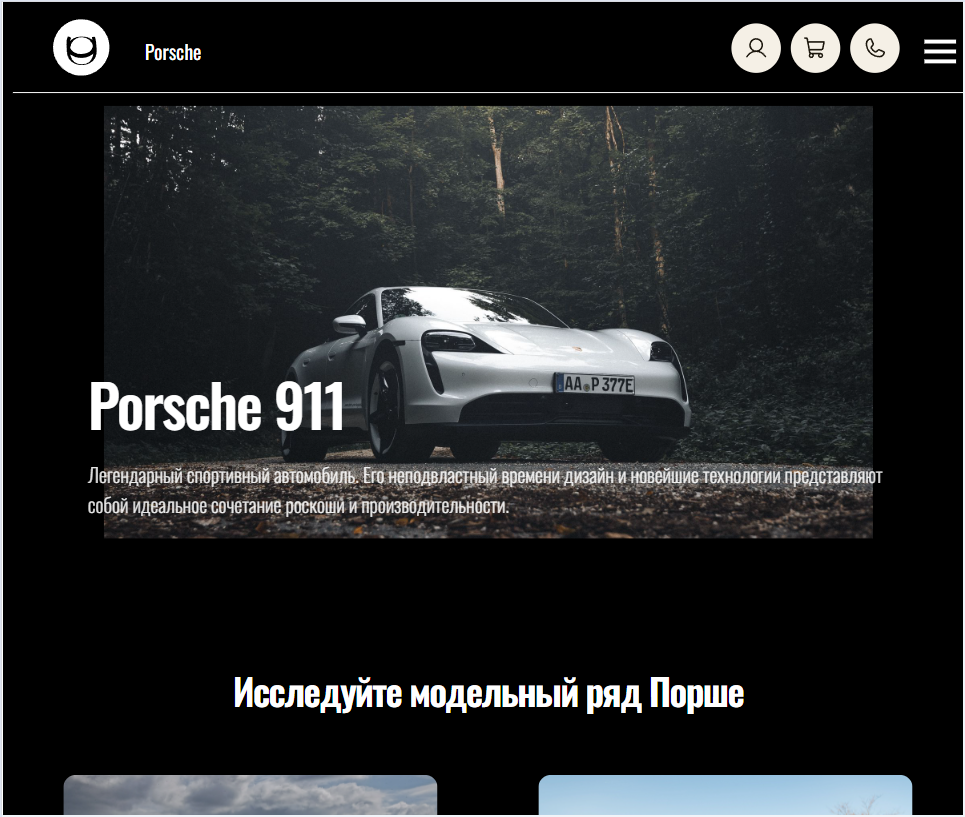 Porsche
AA P 377E
Porsche 911
Легендарный спортивный автомобиль. Его неподвластный времени дизайн и новейшие технологии представляют
собой идеальное сочетание роскоши и производительности.
Исследуйте модельный ряд Порше